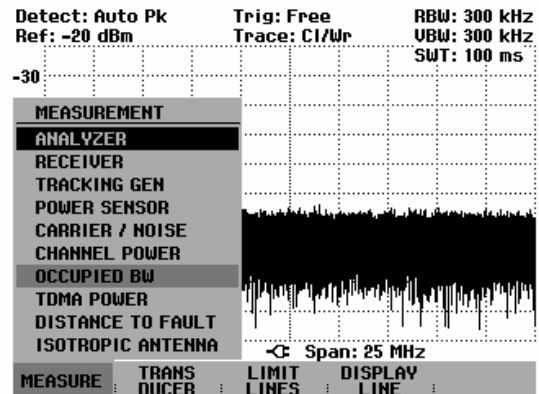 Detect: Auto Pk Trig: Free RBW: 300 kHz
Ref: -20 dBm Trace: Cl/Wr VBW: 300 kHz
SWT: 100 ms
-30
MEASUREMENT
ANALYZER
RECEIVER
TRACKING GEN
POWER SENSOR
CARRIER / NOISE
CHANNEL POWER
OCCUPIED BW
TDMA POWER
DISTANCE TO FAULT
ISOTROPIC ANTENNA
Span: 25 MHz
MEASURE
TRANS
DUCER
LIMIT
LINES
DISPLAY
LINE